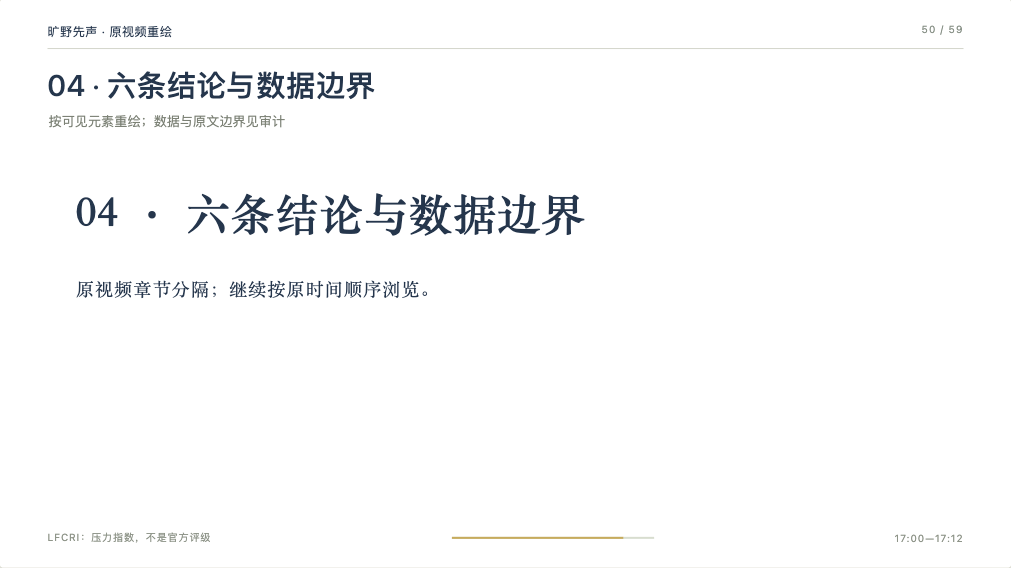 旷野先声 · 原视频重绘
50 / 59
04 · 六条结论与数据边界
按可见元素重绘；数据与原文边界见审计
04 · 六条结论与数据边界
原视频章节分隔；继续按原时间顺序浏览。
LFCRI：压力指数，不是官方评级
17:00—17:12